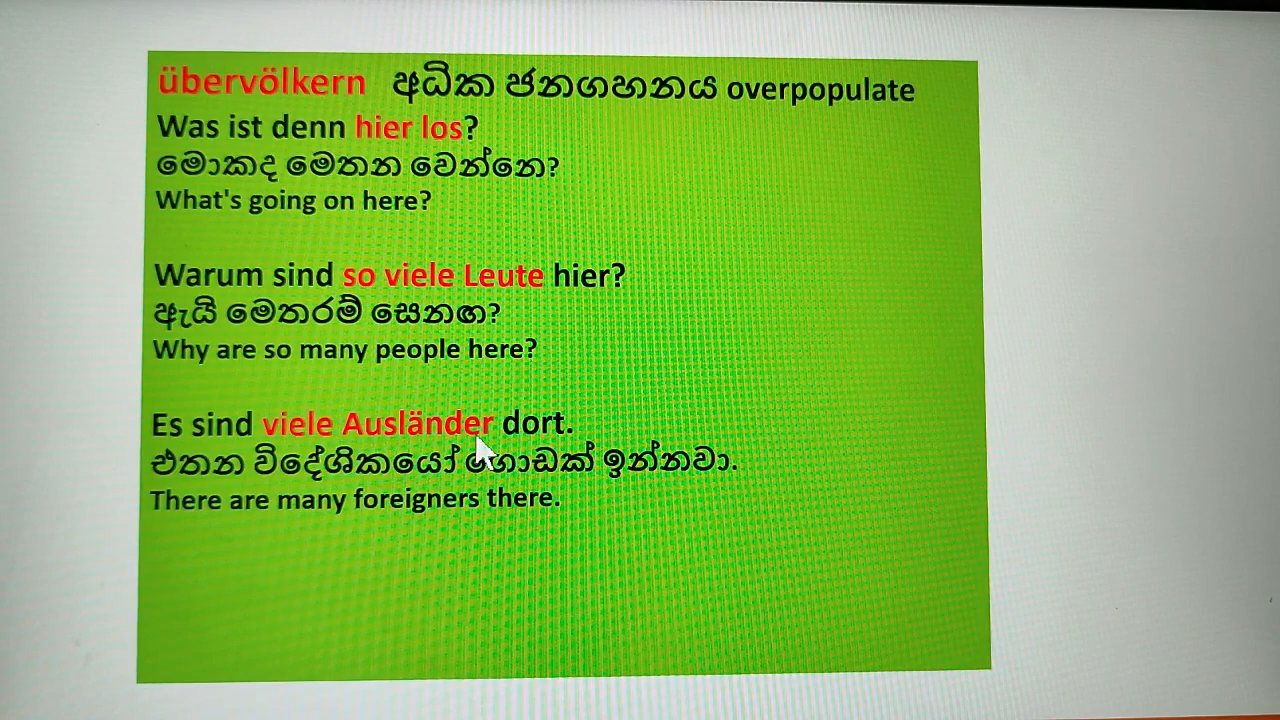 übervölkern අධික ජනගහනය overpopulate
Was ist denn hier los?
මොකද මෙතන වෙන්නෙ?
What's going on here?
Warum sind so viele Leute hier?
ඇයි මෙතරම් සෙනඟ?
Why are so many people here?
Es sind viele Ausländer dort.
එතන විදේශිකයෝ ගොඩක් ඉන්නවා.
There are many foreigners there.